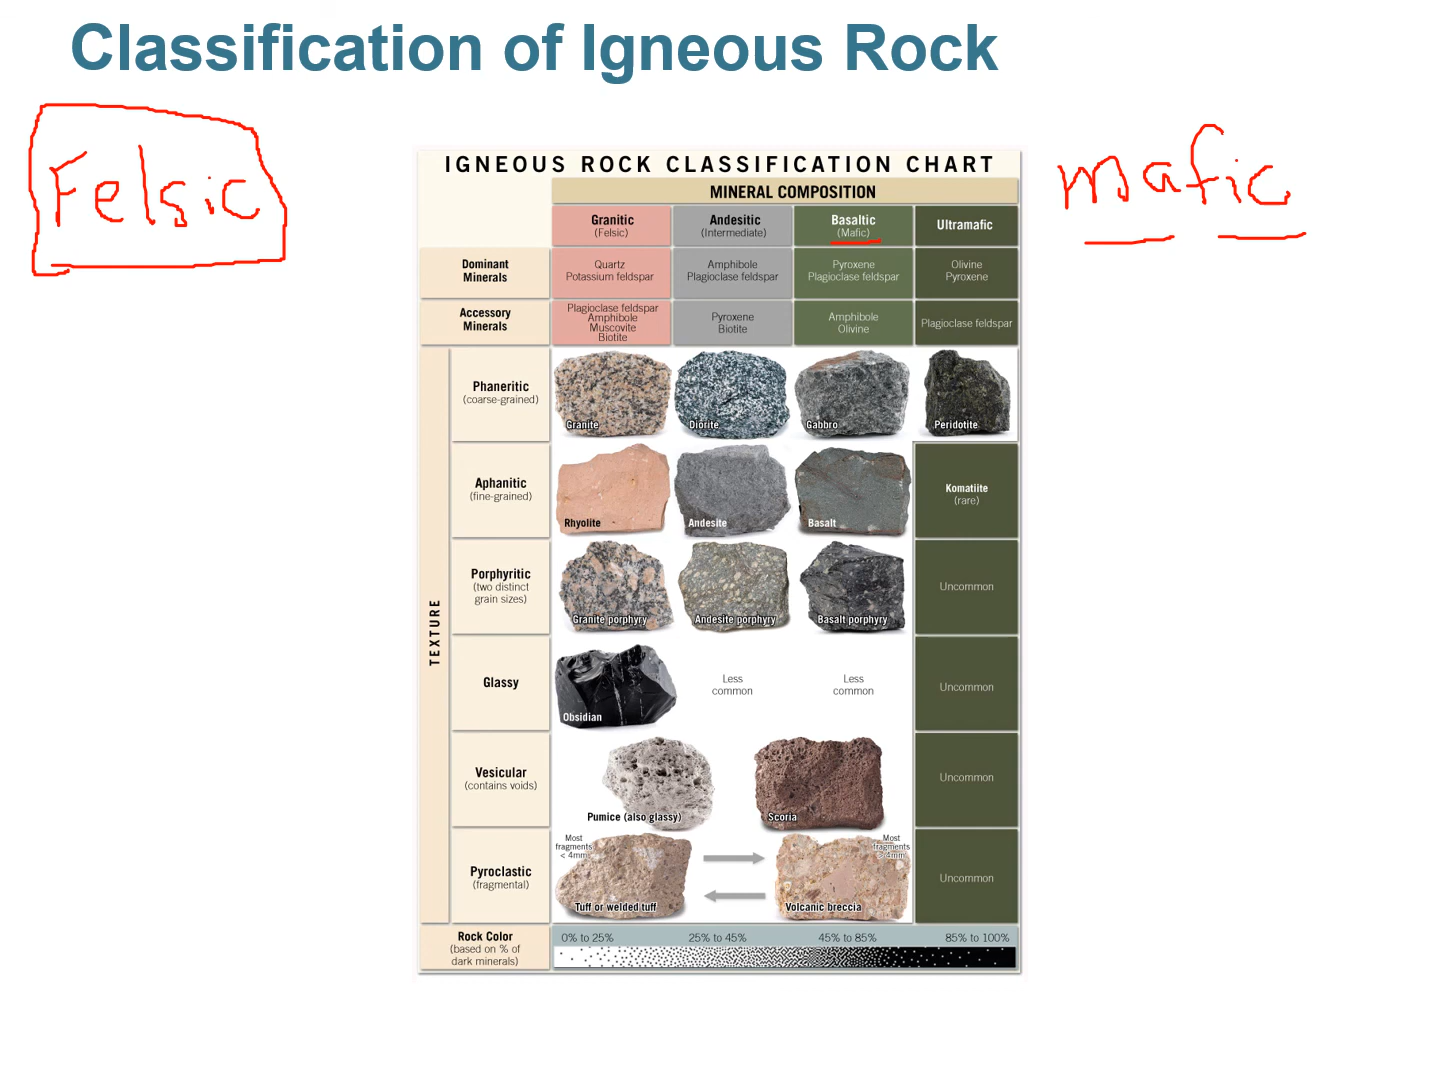 Classification of Igneous Rock
Felsic
mafic
IGNEOUS ROCK CLASSIFICATION CHART
MINERAL COMPOSITION
Granitic
(Felsic)
Andesitic
(Intermediate)
Basaltic
(Mafic)
Ultramafic
Dominant
Minerals
Quartz
Potassium feldspar
Amphibole
Plagioclase feldspar
Pyroxene
Plagioclase feldspar
Olivine
Pyroxene
Accessory
Minerals
Plagioclase feldspar
Amphibole
Muscovite
Biotite
Pyroxene
Biotite
Amphibole
Olivine
Plagioclase feldspar
TEXTURE
Phaneritic
(coarse-grained)
Granite
Diorite
Gabbro
Peridotite
Aphanitic
(fine-grained)
Rhyolite
Andesite
Basalt
Komatiite
(rare)
Porphyritic
(two distinct
grain sizes)
Granite porphyry
Andesite porphyry
Basalt porphyry
Uncommon
Glassy
Obsidian
Less
common
Less
common
Uncommon
Vesicular
(contains voids)
Pumice (also glassy)
Scoria
Uncommon
Pyroclastic
(fragmental)
Most
fragments
< 4mm
Tuff or welded tuff
Most
fragments
> 4mm
Volcanic breccia
Uncommon
Rock Color
(based on % of
dark minerals)
0% to 25%
25% to 45%
45% to 85%
85% to 100%